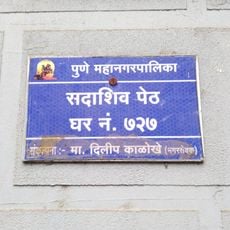 पुणे महानगरपालिका
सदाशिव पेठ
घर नं. ७२७
संकल्पना :- मा. दिलीप काळोखे (नगरसेवक)